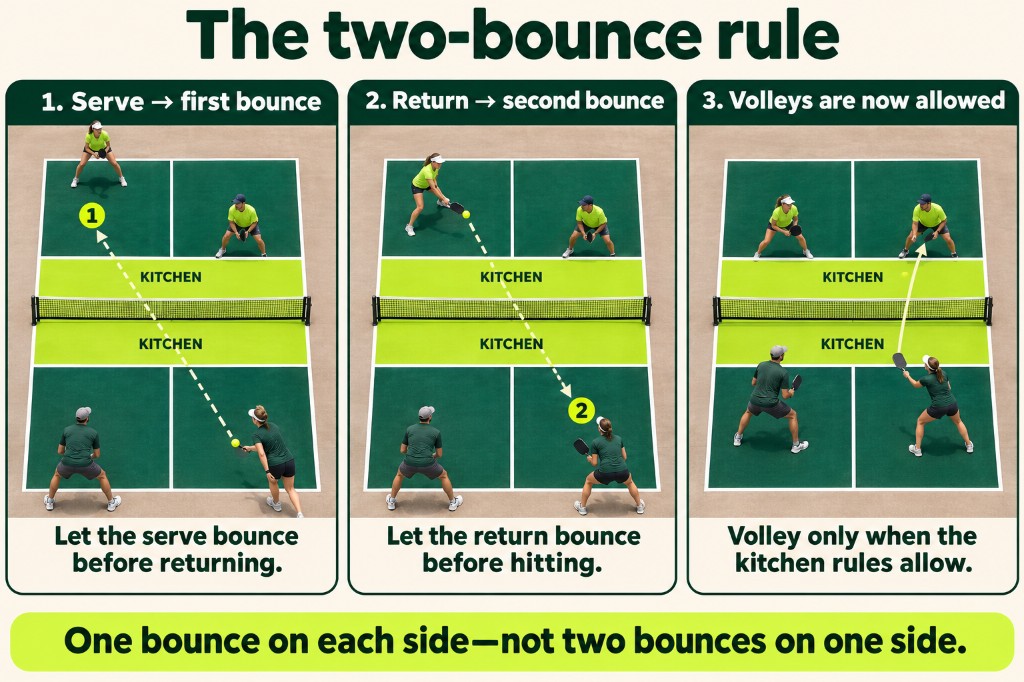 The two-bounce rule
1. Serve → first bounce
1
KITCHEN
KITCHEN
Let the serve bounce
before returning.
2. Return → second bounce
KITCHEN
KITCHEN
2
Let the return bounce
before hitting.
3. Volleys are now allowed
KITCHEN
KITCHEN
Volley only when the
kitchen rules allow.
One bounce on each side—not two bounces on one side.